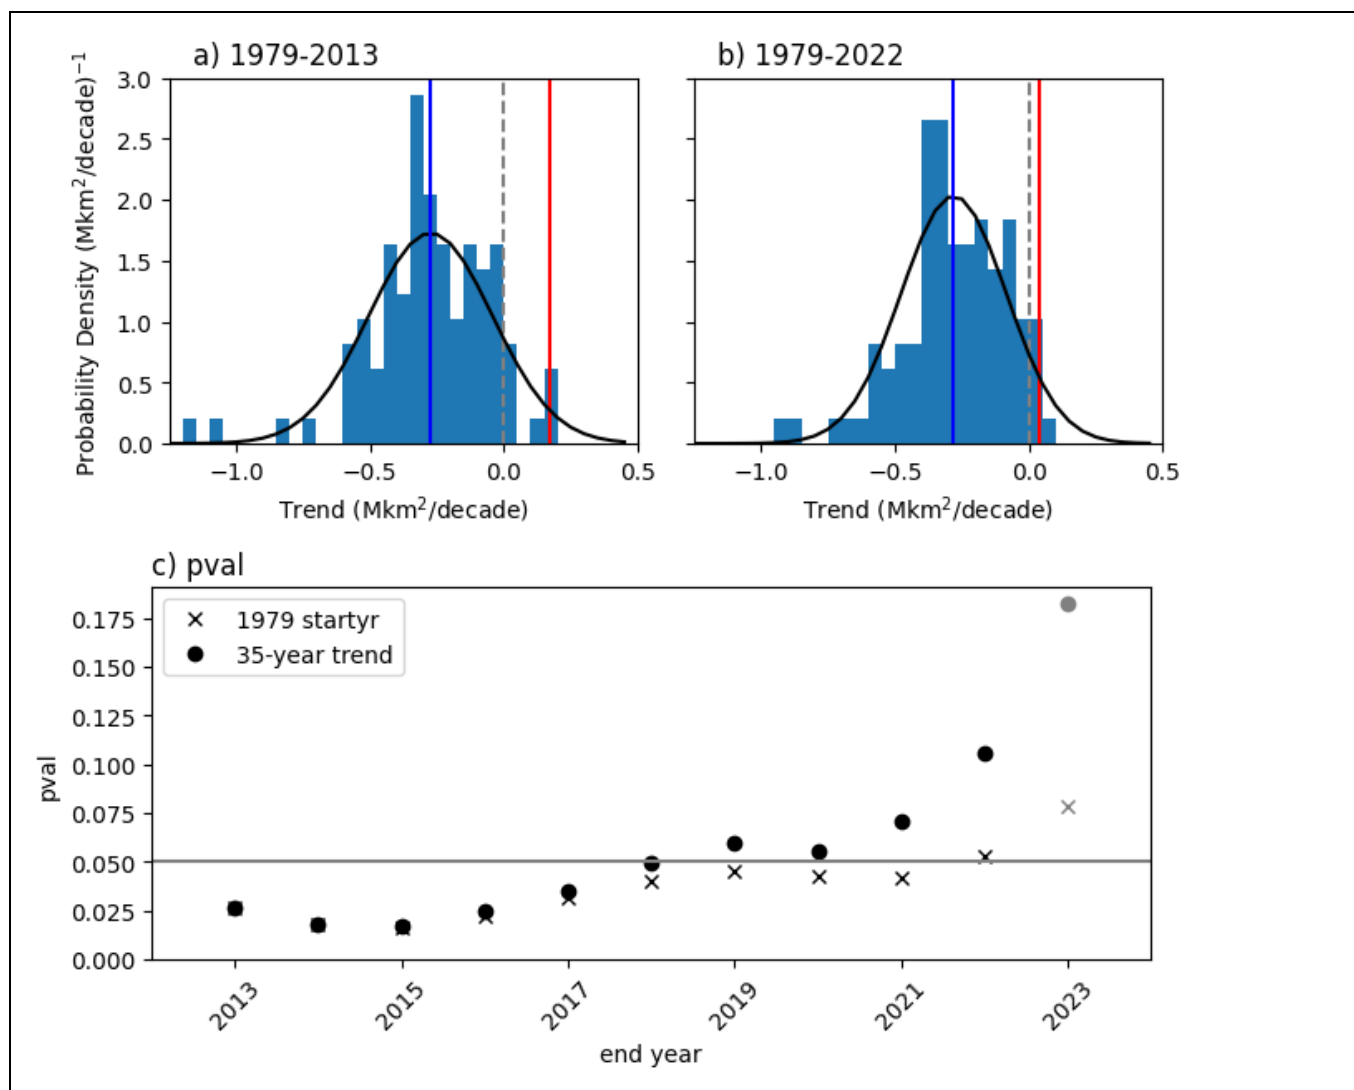 a) 1979-2013
b) 1979-2022
Probability Density (Mkm²/decade)⁻¹
3.0
2.5
2.0
1.5
1.0
0.5
0.0
−1.0 −0.5 0.0 0.5
−1.0 −0.5 0.0 0.5
Trend (Mkm²/decade)
Trend (Mkm²/decade)
c) pval
1979 startyr
35-year trend
pval
0.175
0.150
0.125
0.100
0.075
0.050
0.025
0.000
2013 2015 2017 2019 2021 2023
end year